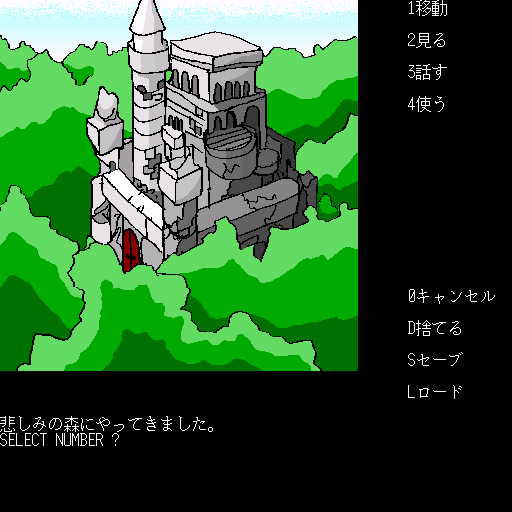 1移動
2見る
3話す
4使う
0キャンセル
D捨てる
Sセーブ
Lロード
悲しみの森にやってきました。
SELECT NUMBER ?